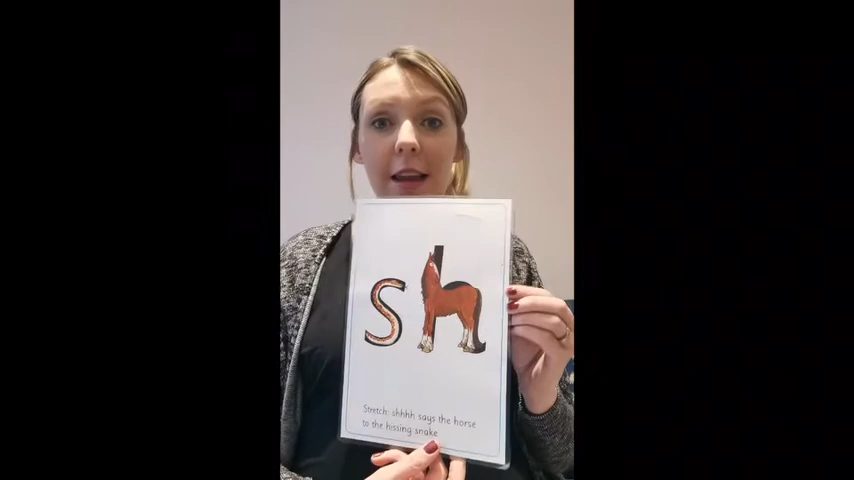 sh
Stretch: shhhh says the horse
to the hissing snake